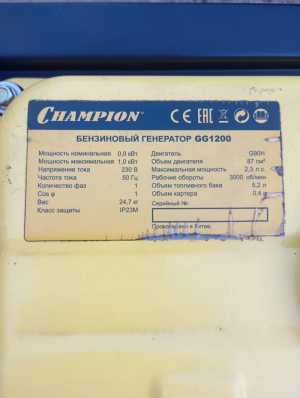 CHAMPION
CE EAC
БЕНЗИНОВЫЙ ГЕНЕРАТОР GG1200
Мощность номинальная 0,9 кВт
Мощность максимальная 1,0 кВт
Напряжение тока 230 В
Частота тока 50 Гц
Количество фаз 1
Cos φ 1
Вес 24,7 кг
Класс защиты IP23M
Двигатель G90H
Объем двигателя 87 см³
Максимальная мощность 2,3 л.с.
Рабочие обороты 3000 об/мин
Объем топливного бака 5,2 л
Объем картера 0,4 л
Серийный №:
Произведено в Китае.